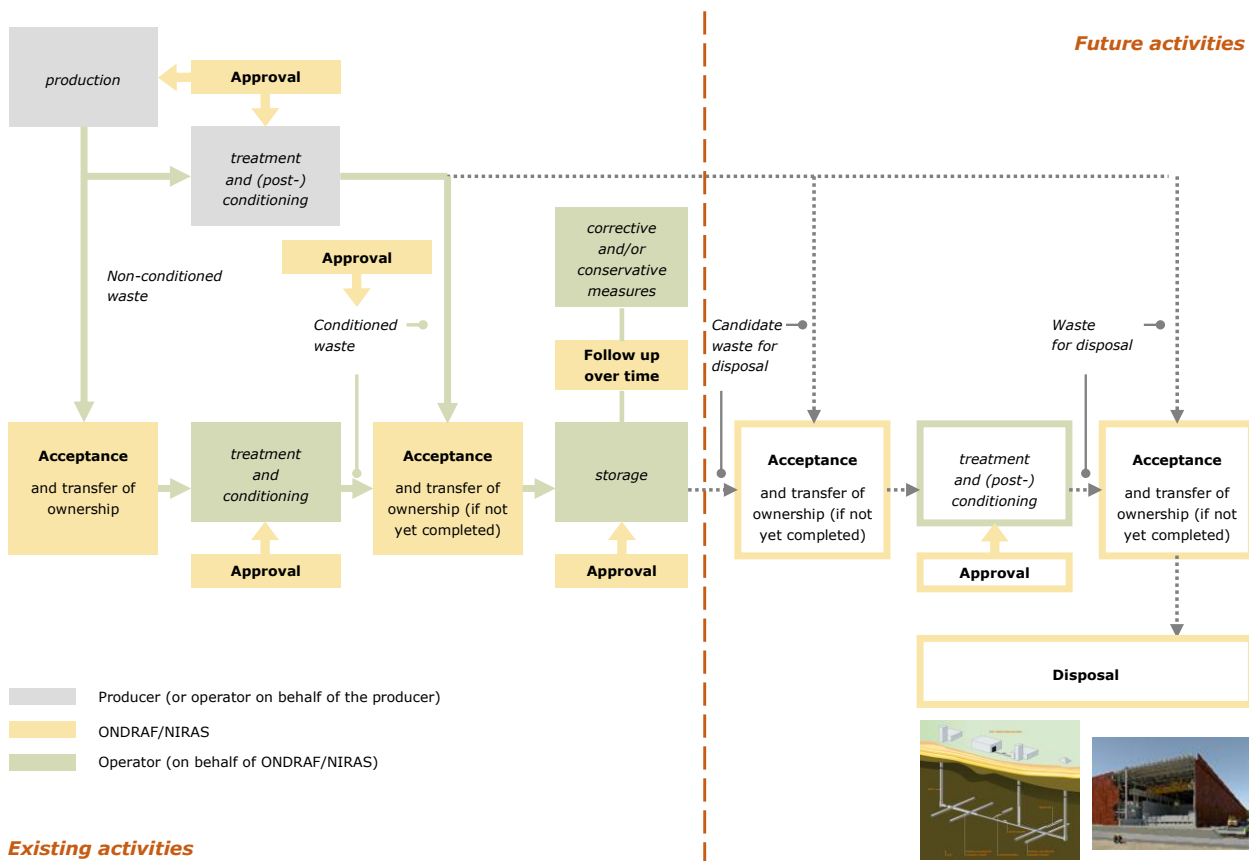 Future activities
production
Approval
treatment
and (post-)
conditioning
Non-conditioned
waste
Approval
Conditioned
waste
corrective
and/or
conservative
measures
Follow up
over time
Candidate
waste for
disposal
Waste
for disposal
Acceptance
and transfer of
ownership
treatment
and
conditioning
Approval
Acceptance
and transfer of
ownership (if not
yet completed)
storage
Approval
Acceptance
and transfer of
ownership (if not
yet completed)
treatment
and (post-)
conditioning
Approval
Acceptance
and transfer of
ownership (if not
yet completed)
Disposal
Producer (or operator on behalf of the producer)
ONDRAF/NIRAS
Operator (on behalf of ONDRAF/NIRAS)
Existing activities